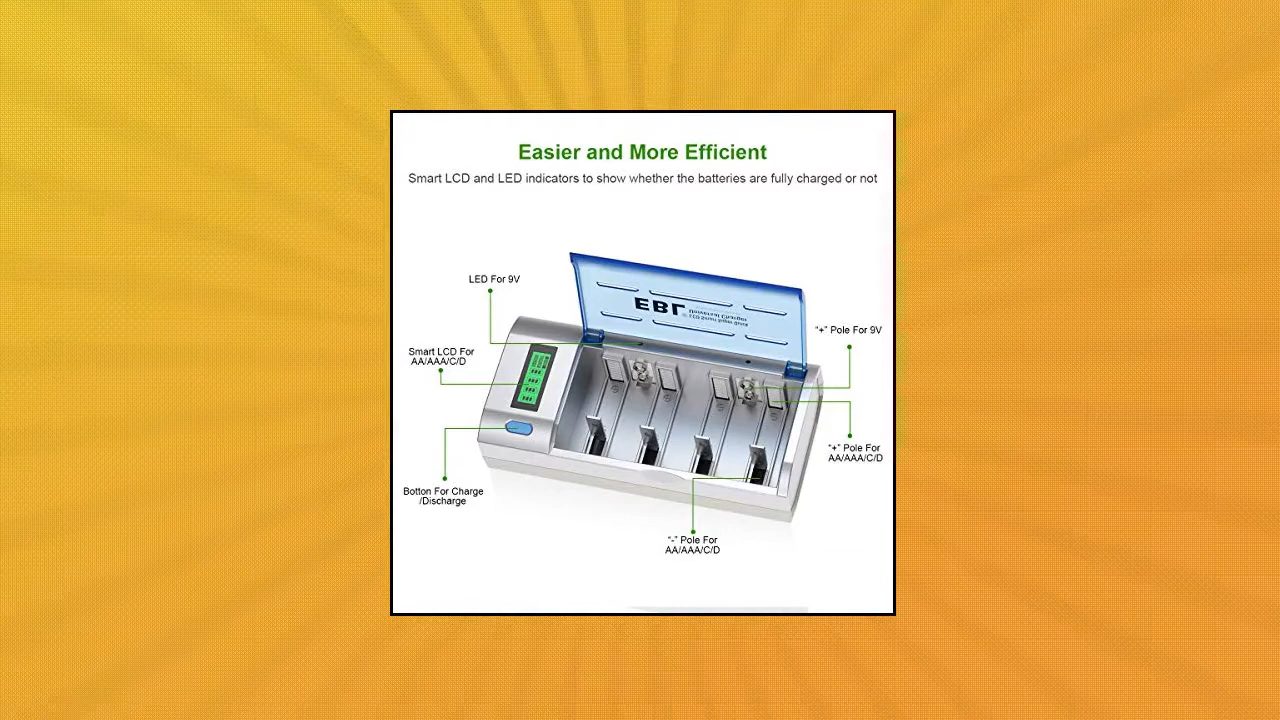 Easier and More Efficient
Smart LCD and LED indicators to show whether the batteries are fully charged or not
LED For 9V
EBL
Universal Charger
"+" Pole For 9V
Smart LCD For
AA/AAA/C/D
"+" Pole For
AA/AAA/C/D
Botton For Charge
/Discharge
"-" Pole For
AA/AAA/C/D